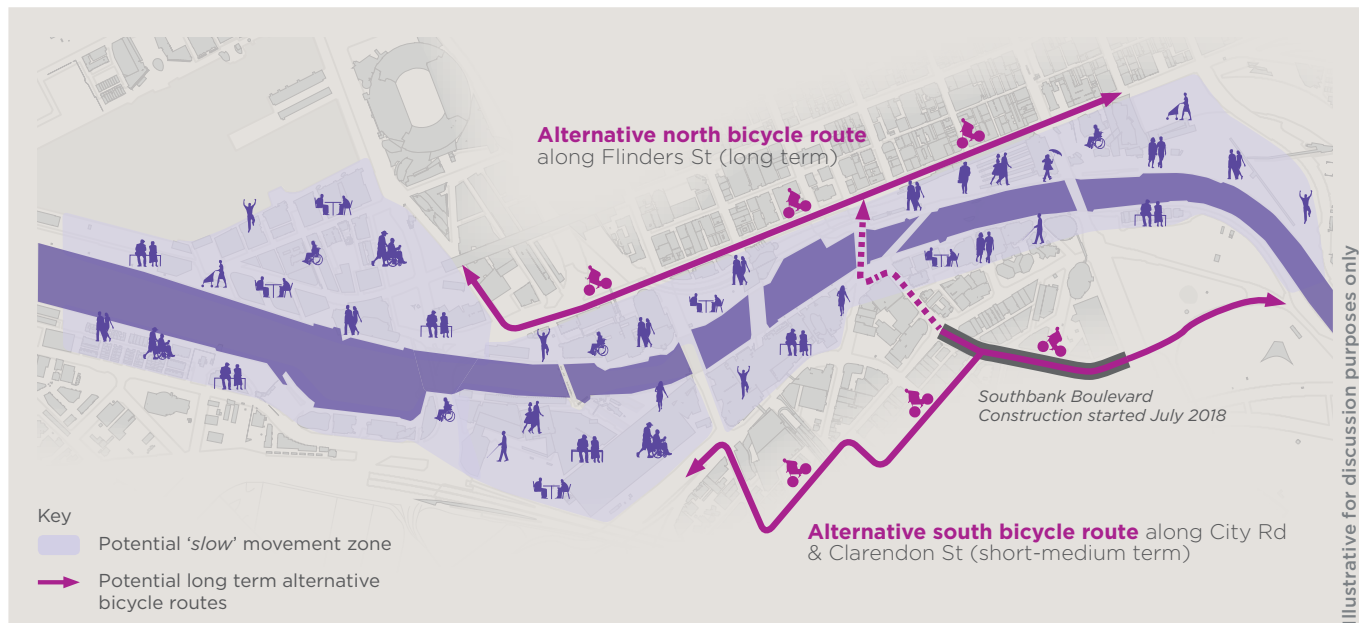 Alternative north bicycle route
along Flinders St (long term)
Southbank Boulevard
Construction started July 2018
Alternative south bicycle route along City Rd
& Clarendon St (short-medium term)
Key
Potential ‘slow’ movement zone
Potential long term alternative
bicycle routes
Illustrative for discussion purposes only